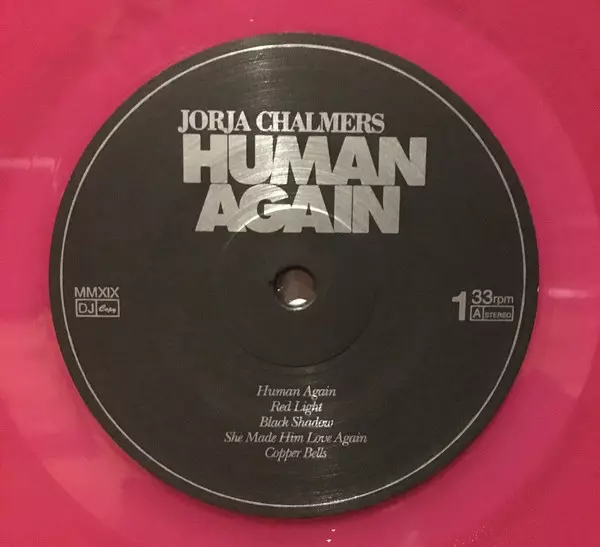 JORJA CHALMERS
HUMAN
AGAIN
MMXIX
DJ Copy
1 33rpm
A STEREO
Human Again
Red Light
Black Shadow
She Made Him Love Again
Copper Bells